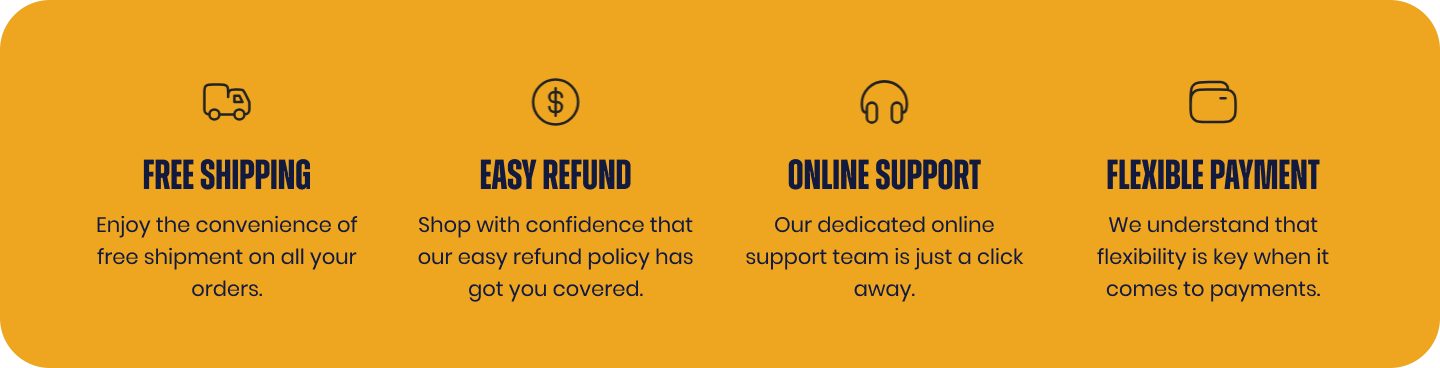 FREE SHIPPING
Enjoy the convenience of
free shipment on all your
orders.
EASY REFUND
Shop with confidence that
our easy refund policy has
got you covered.
ONLINE SUPPORT
Our dedicated online
support team is just a click
away.
FLEXIBLE PAYMENT
We understand that
flexibility is key when it
comes to payments.